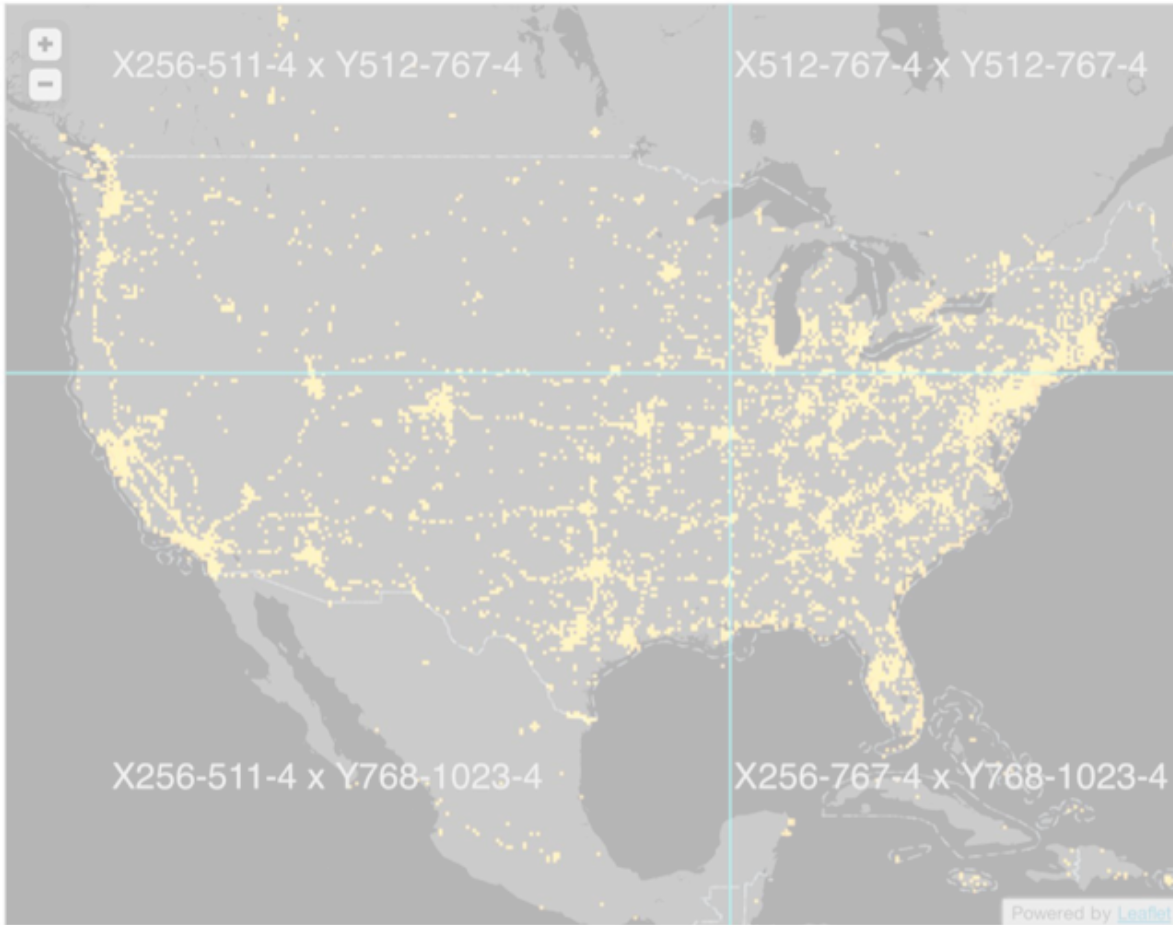 +
X256-511-4 x Y512-767-4
X512-767-4 x Y512-767-4
−
X256-511-4 x Y768-1023-4
X256-767-4 x Y768-1023-4
Powered by Leaflet